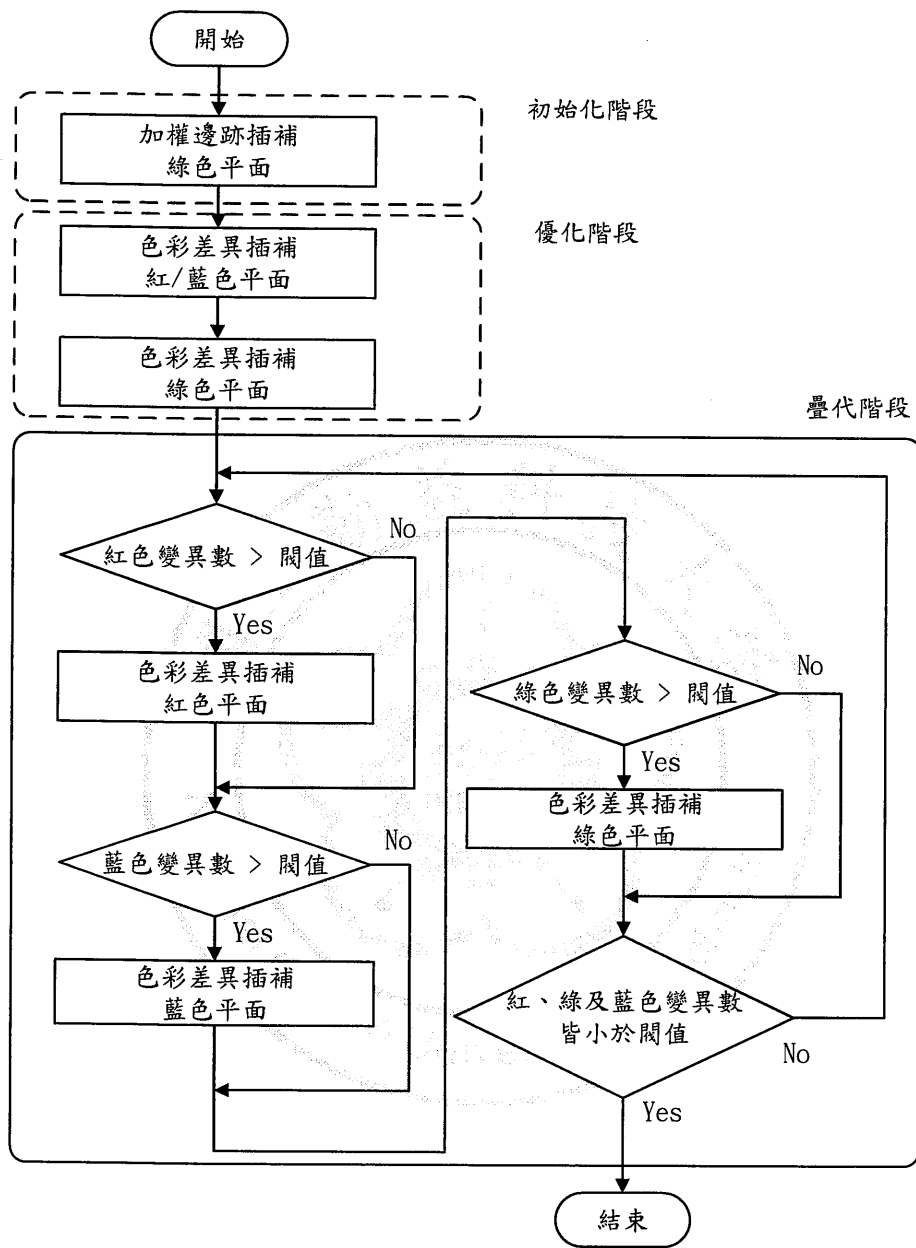 開始
初始化階段
加權邊跡插補
綠色平面
優化階段
色彩差異插補
紅/藍色平面
色彩差異插補
綠色平面
疊代階段
紅色變異數 > 閥值
No
Yes
色彩差異插補
紅色平面
藍色變異數 > 閥值
No
Yes
色彩差異插補
藍色平面
綠色變異數 > 閥值
No
Yes
色彩差異插補
綠色平面
紅、綠及藍色變異數
皆小於閥值
No
Yes
結束